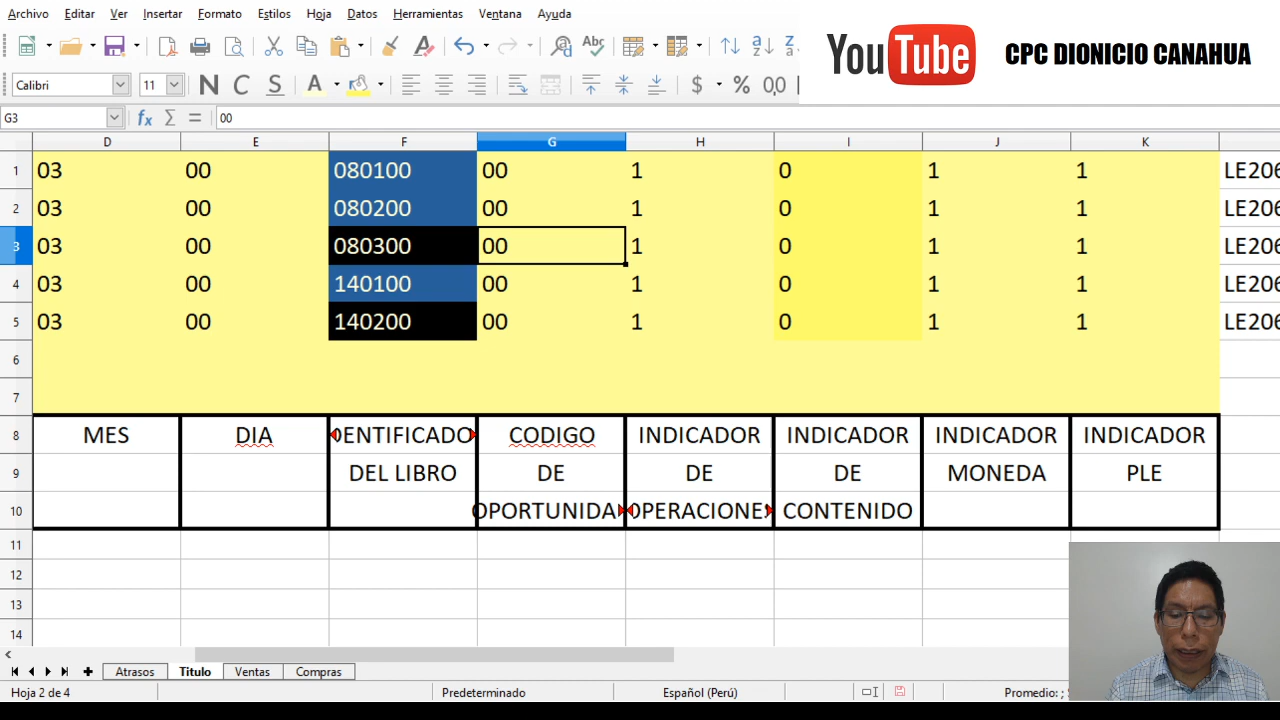 Archivo Editar Ver Insertar Formato Estilos Hoja Datos Herramientas Ventana Ayuda
YouTube CPC DIONICIO CANAHUA
Calibri 11 N C S A $ % 0,0
G3 fx Σ = 00
D E F G H I J K
1 03 00 080100 00 1 0 1 1 LE206
2 03 00 080200 00 1 0 1 1 LE206
3 03 00 080300 00 1 0 1 1 LE206
4 03 00 140100 00 1 0 1 1 LE206
5 03 00 140200 00 1 0 1 1 LE206
6
7
8 MES DIA DENTIFICADO CODIGO INDICADOR INDICADOR INDICADOR INDICADOR
9 DEL LIBRO DE DE DE MONEDA PLE
10 OPORTUNIDA OPERACIONES CONTENIDO
11
12
13
14
Atrasos Titulo Ventas Compras
Hoja 2 de 4 Predeterminado Español (Perú) Promedio: ;